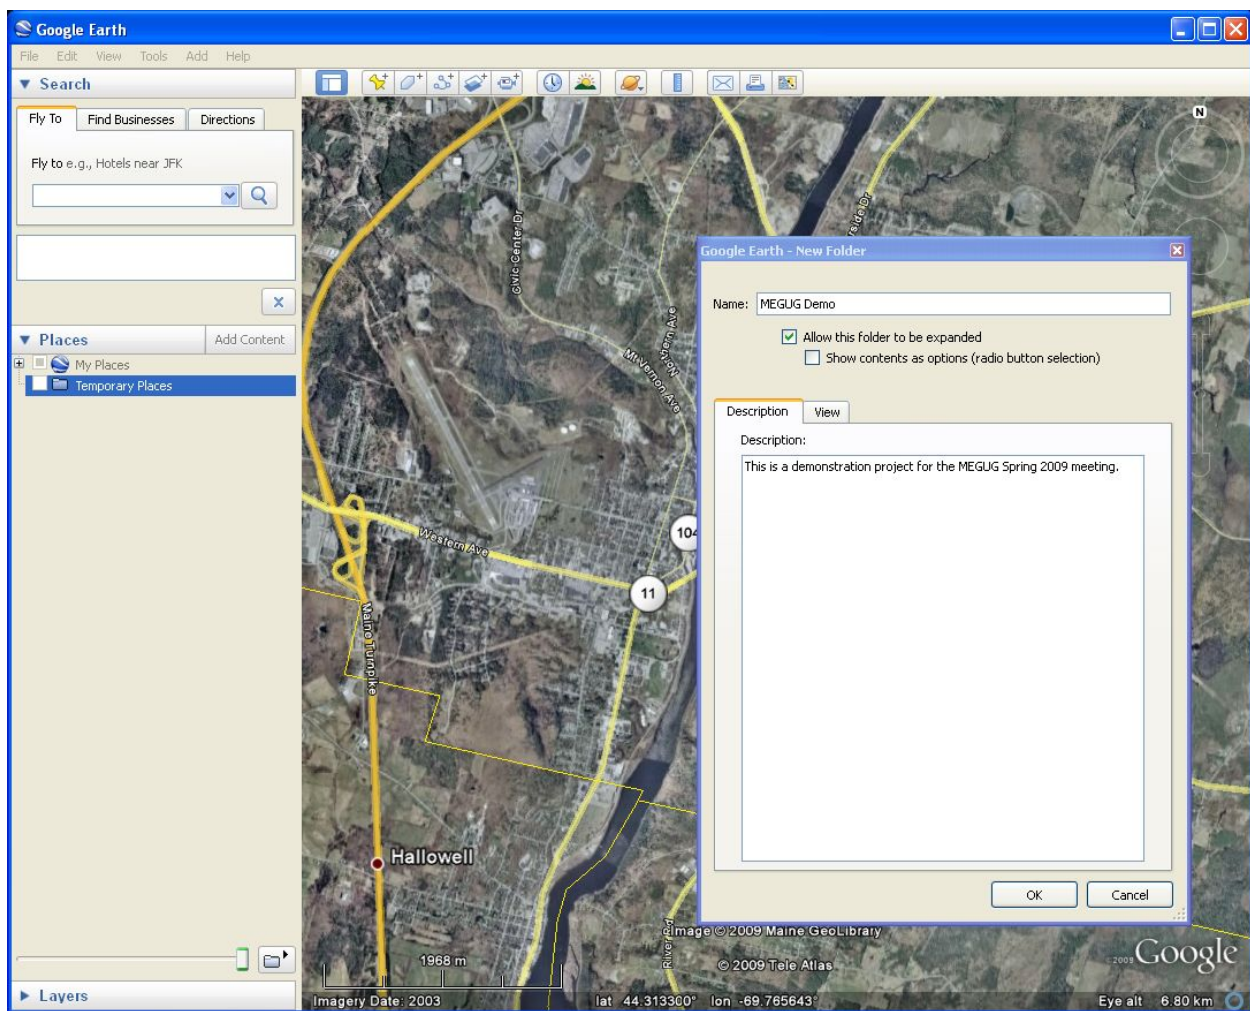 Google Earth
File Edit View Tools Add Help
Search
Fly To Find Businesses Directions
Fly to e.g., Hotels near JFK
Places Add Content
My Places
Temporary Places
Layers
N
Civic Center Dr
Mt Vernon Ave
Western Ave
104
11
Maine Turnpike
Hallowell
River Rd
1968 m
Google Earth - New Folder
Name: MEGUG Demo
Allow this folder to be expanded
Show contents as options (radio button selection)
Description View
Description:
This is a demonstration project for the MEGUG Spring 2009 meeting.
OK Cancel
Image © 2009 Maine GeoLibrary
© 2009 Tele Atlas
©2009 Google
Imagery Date: 2003 lat 44.313300° lon -69.765643° Eye alt 6.80 km